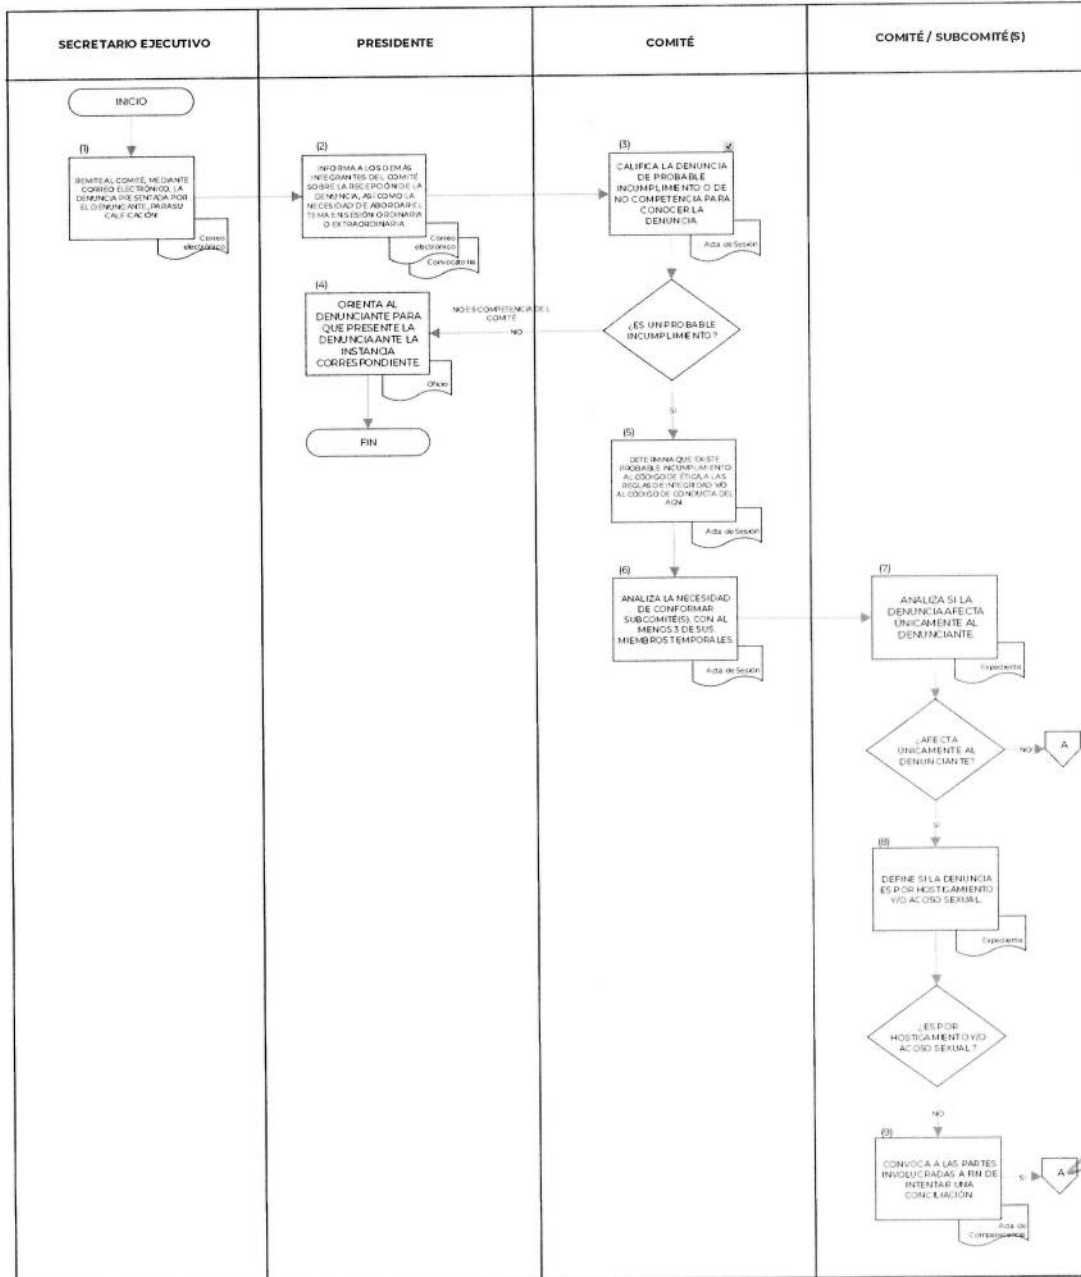 SECRETARIO EJECUTIVO
PRESIDENTE
COMITÉ
COMITÉ / SUBCOMITÉ(S)
INICIO
(1)
REMITE AL COMITÉ, MEDIANTE
CORREO ELECTRÓNICO, LA
DENUNCIA PRESENTADA POR
EL DENUNCIANTE, PARA SU
CALIFICACIÓN
Correo
electrónico
(2)
INFORMA A LOS DEMÁS
INTEGRANTES DEL COMITÉ
SOBRE LA RECEPCIÓN DE LA
DENUNCIA, ASÍ COMO LA
NECESIDAD DE ABORDAR EL
TEMA EN SESIÓN ORDINARIA
O EXTRAORDINARIA
Correo
electrónico
Convocatoria
(3)
CALIFICA LA DENUNCIA
DE PROBABLE
INCUMPLIMIENTO O DE
NO COMPETENCIA PARA
CONOCER LA
DENUNCIA.
Acta de Sesión
(4)
ORIENTA AL
DENUNCIANTE PARA
QUE PRESENTE LA
DENUNCIA ANTE LA
INSTANCIA
CORRESPONDIENTE.
Oficio
NO ES COMPETENCIA DEL
COMITÉ
NO
¿ES UN PROBABLE
INCUMPLIMIENTO?
FIN
SI
(5)
DETERMINA QUE EXISTE
PROBABLE INCUMPLIMIENTO
AL CÓDIGO DE ÉTICA, A LAS
REGLAS DE INTEGRIDAD Y/O
AL CÓDIGO DE CONDUCTA DEL
AGN.
Acta de Sesión
(6)
ANALIZA LA NECESIDAD
DE CONFORMAR
SUBCOMITÉ(S), CON AL
MENOS 3 DE SUS
MIEMBROS TEMPORALES.
Acta de Sesión
(7)
ANALIZA SI LA
DENUNCIA AFECTA
ÚNICAMENTE AL
DENUNCIANTE.
Expediente
¿AFECTA
ÚNICAMENTE AL
DENUNCIANTE?
NO
A
SI
(8)
DEFINE SI LA DENUNCIA
ES POR HOSTIGAMIENTO
Y/O ACOSO SEXUAL.
Expediente
¿ES POR
HOSTIGAMIENTO Y/O
ACOSO SEXUAL?
NO
(9)
CONVOCA A LAS PARTES
INVOLUCRADAS A FIN DE
INTENTAR UNA
CONCILIACIÓN
SI
A
Acta de
Comparecencia